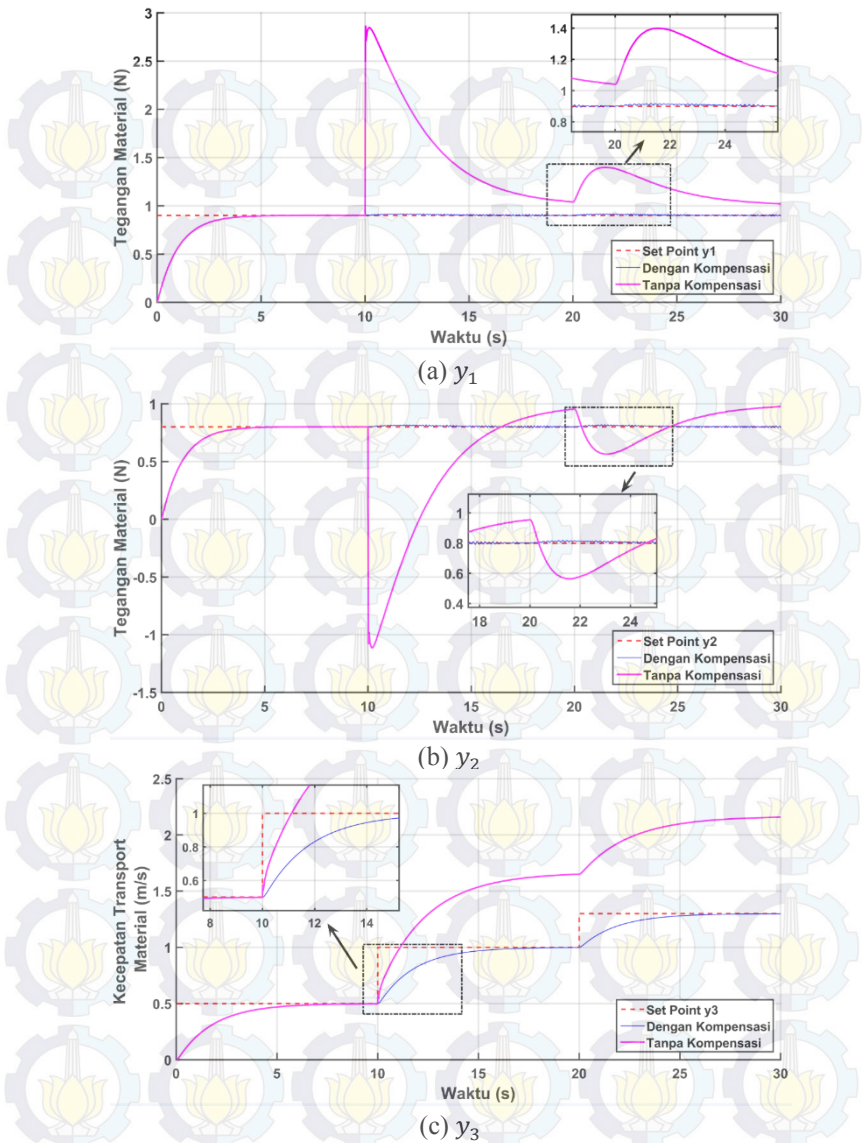 3
2.5
2
1.5
1
0.5
0
0 5 10 15 20 25 30
Tegangan Material (N)
Waktu (s)
1.4
1.2
1
0.8
20 22 24
Set Point y1
Dengan Kompensasi
Tanpa Kompensasi
(a) y₁
1
0.5
0
-0.5
-1
-1.5
0 5 10 15 20 25 30
Tegangan Material (N)
Waktu (s)
1
0.8
0.6
0.4
18 20 22 24
Set Point y2
Dengan Kompensasi
Tanpa Kompensasi
(b) y₂
2.5
2
1.5
1
0.5
0
0 5 10 15 20 25 30
Kecepatan Transport
Material (m/s)
Waktu (s)
1
0.8
0.6
8 10 12 14
Set Point y3
Dengan Kompensasi
Tanpa Kompensasi
(c) y₃